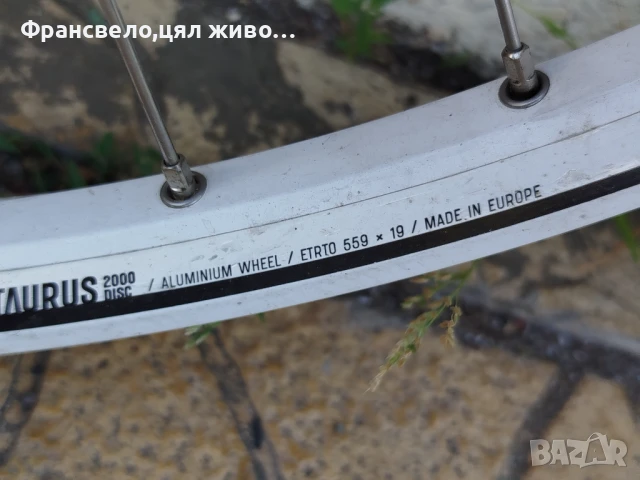 Франсвело,цял живо...
TAURUS 2000 DISC / ALUMINIUM WHEEL / ETRTO 559 x 19 / MADE IN EUROPE
BAZAR